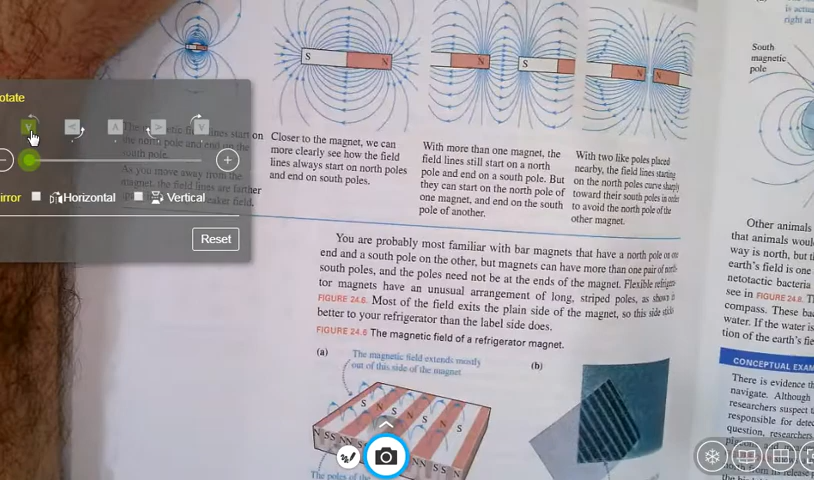 is actu
right at
South
magnetic
pole
S
N
N
S
N
N
otate
The magnetic field lines start on
the north pole and end on the
south pole.
As you move away from the
magnet, the field lines are farther
weaker field.
Closer to the magnet, we can
more clearly see how the field
lines always start on north poles
and end on south poles.
With more than one magnet, the
field lines still start on a north
pole and end on a south pole. But
they can start on the north pole of
one magnet, and end on the south
pole of another.
With two like poles placed
nearby, the field lines starting
on the north poles curve sharply
toward their south poles in order
to avoid the north pole of the
other magnet.
irror
Horizontal
Vertical
Reset
You are probably most familiar with bar magnets that have a north pole on one
end and a south pole on the other, but magnets can have more than one pair of north-
south poles, and the poles need not be at the ends of the magnet. Flexible refrigera-
tor magnets have an unusual arrangement of long, striped poles, as shown in
FIGURE 24.6. Most of the field exits the plain side of the magnet, so this side sticks
better to your refrigerator than the label side does.
FIGURE 24.6 The magnetic field of a refrigerator magnet.
(a)
The magnetic field extends mostly
out of this side of the magnet
(b)
S N S N S N S
N S S N N
N N S S N
The poles of the
Other animals
that animals woul
way is north, but t
earth's field is one
netotactic bacteria
see in FIGURE 24.8. T
compass. These ba
water. If the water is
tion of the earth's fie
CONCEPTUAL EXAM
There is evidence th
navigate. Although
researchers suspect t
responsible for dete
question, researchers